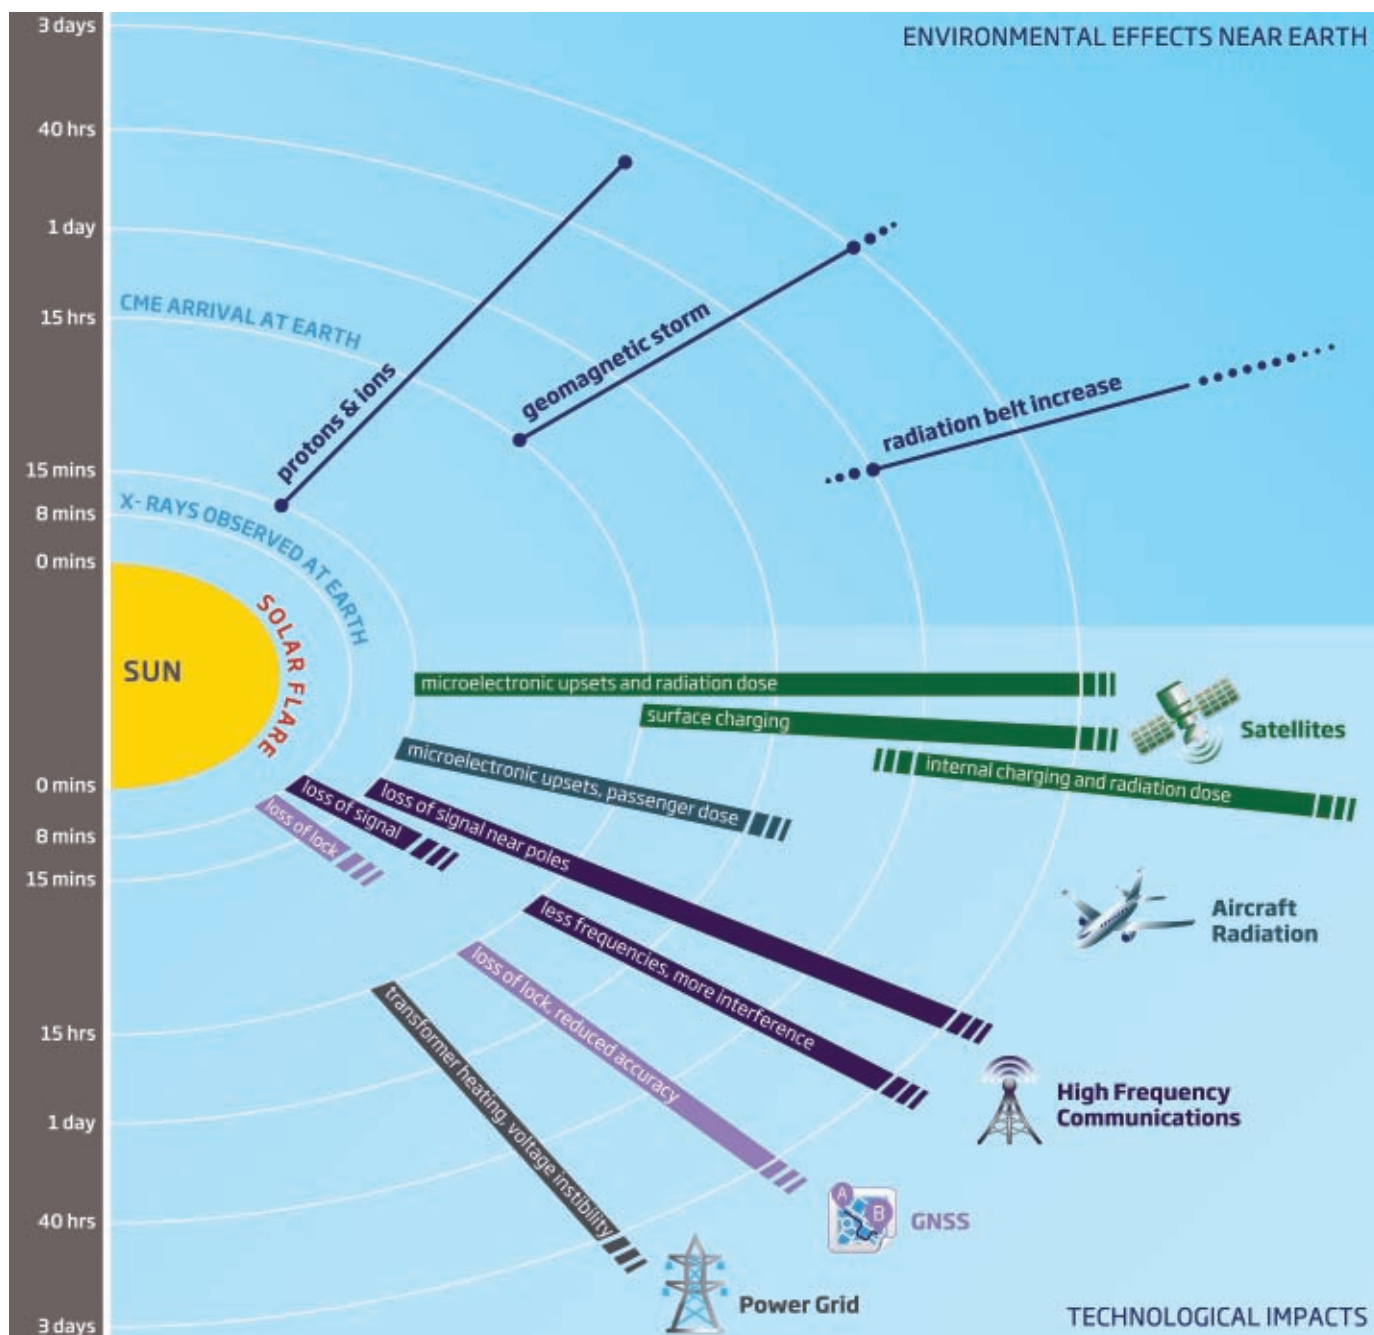 3 days
ENVIRONMENTAL EFFECTS NEAR EARTH
40 hrs
1 day
CME ARRIVAL AT EARTH
15 hrs
protons & ions
geomagnetic storm
radiation belt increase
15 mins
X- RAYS OBSERVED AT EARTH
8 mins
0 mins
SOLAR FLARE
SUN
microelectronic upsets and radiation dose
surface charging
Satellites
internal charging and radiation dose
microelectronic upsets, passenger dose
0 mins
loss of signal near poles
loss of signal
loss of lock
8 mins
15 mins
Aircraft
Radiation
less frequencies, more interference
loss of lock, reduced accuracy
transformer heating, voltage instibility
15 hrs
High Frequency
Communications
1 day
A
B
GNSS
40 hrs
Power Grid
3 days
TECHNOLOGICAL IMPACTS